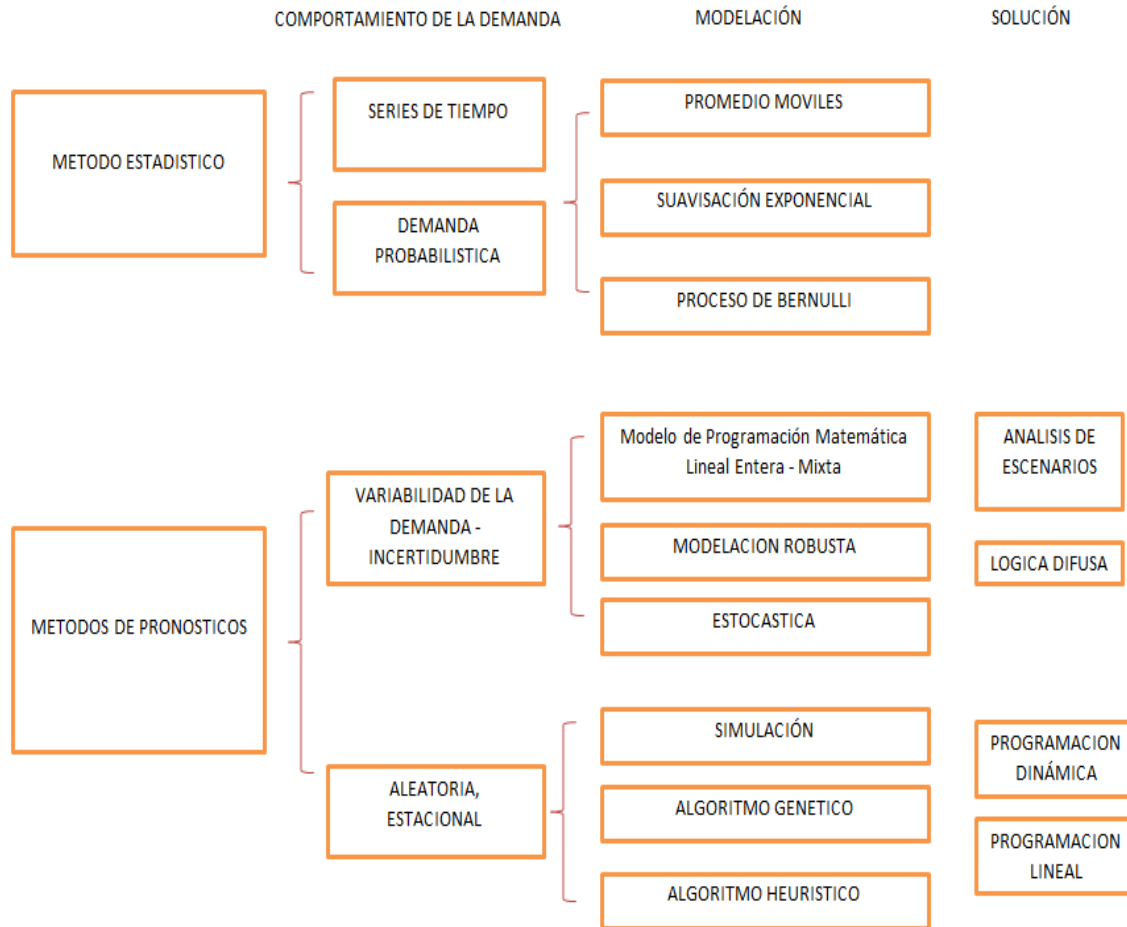 COMPORTAMIENTO DE LA DEMANDA
MODELACIÓN
SOLUCIÓN
METODO ESTADISTICO
SERIES DE TIEMPO
DEMANDA
PROBABILISTICA
PROMEDIO MOVILES
SUAVISACIÓN EXPONENCIAL
PROCESO DE BERNULLI
METODOS DE PRONOSTICOS
VARIABILIDAD DE LA
DEMANDA -
INCERTIDUMBRE
Modelo de Programación Matemática
Lineal Entera - Mixta
MODELACION ROBUSTA
ESTOCASTICA
ANALISIS DE
ESCENARIOS
LOGICA DIFUSA
ALEATORIA,
ESTACIONAL
SIMULACIÓN
ALGORITMO GENETICO
ALGORITMO HEURISTICO
PROGRAMACION
DINÁMICA
PROGRAMACION
LINEAL